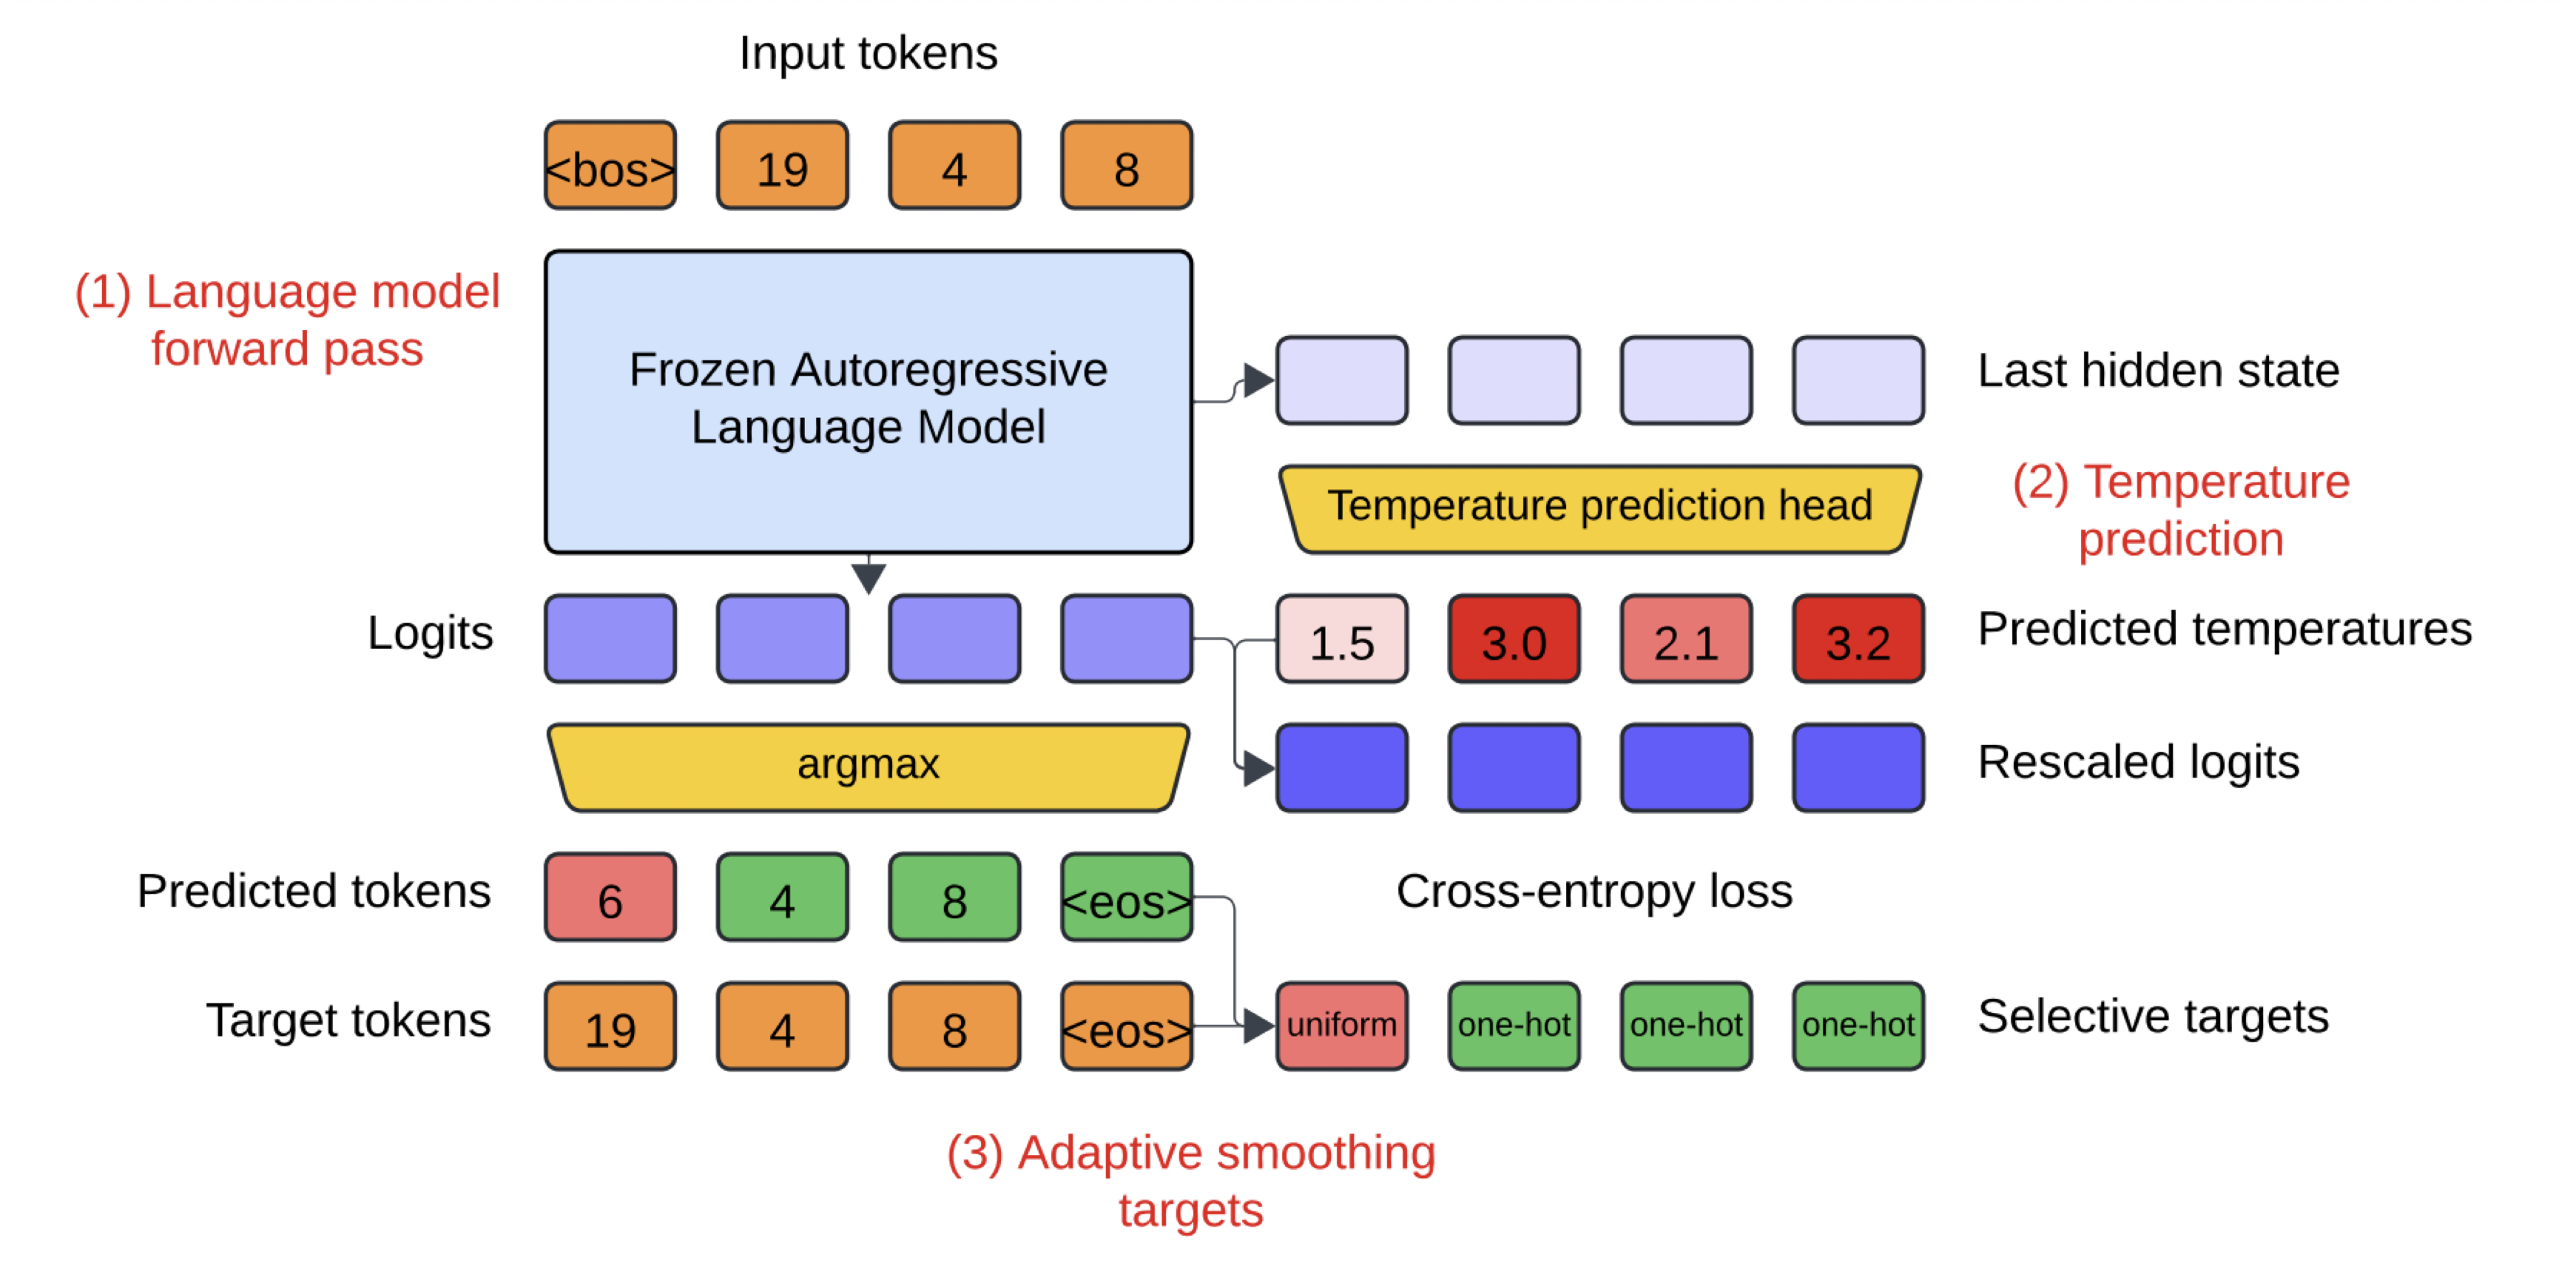 Input tokens
<bos> 19 4 8
(1) Language model
forward pass
Frozen Autoregressive
Language Model
Last hidden state
Temperature prediction head
(2) Temperature
prediction
Logits
1.5 3.0 2.1 3.2
Predicted temperatures
argmax
Rescaled logits
Predicted tokens
6 4 8 <eos>
Cross-entropy loss
Target tokens
19 4 8 <eos>
uniform one-hot one-hot one-hot
Selective targets
(3) Adaptive smoothing
targets